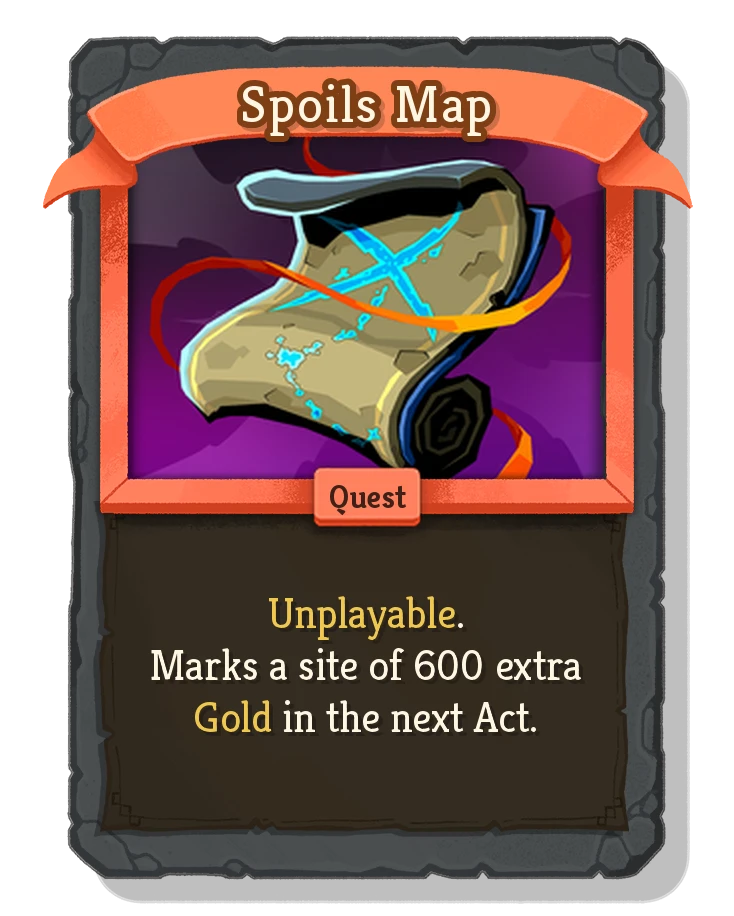 Spoils Map
Quest
Unplayable.
Marks a site of 600 extra
Gold in the next Act.